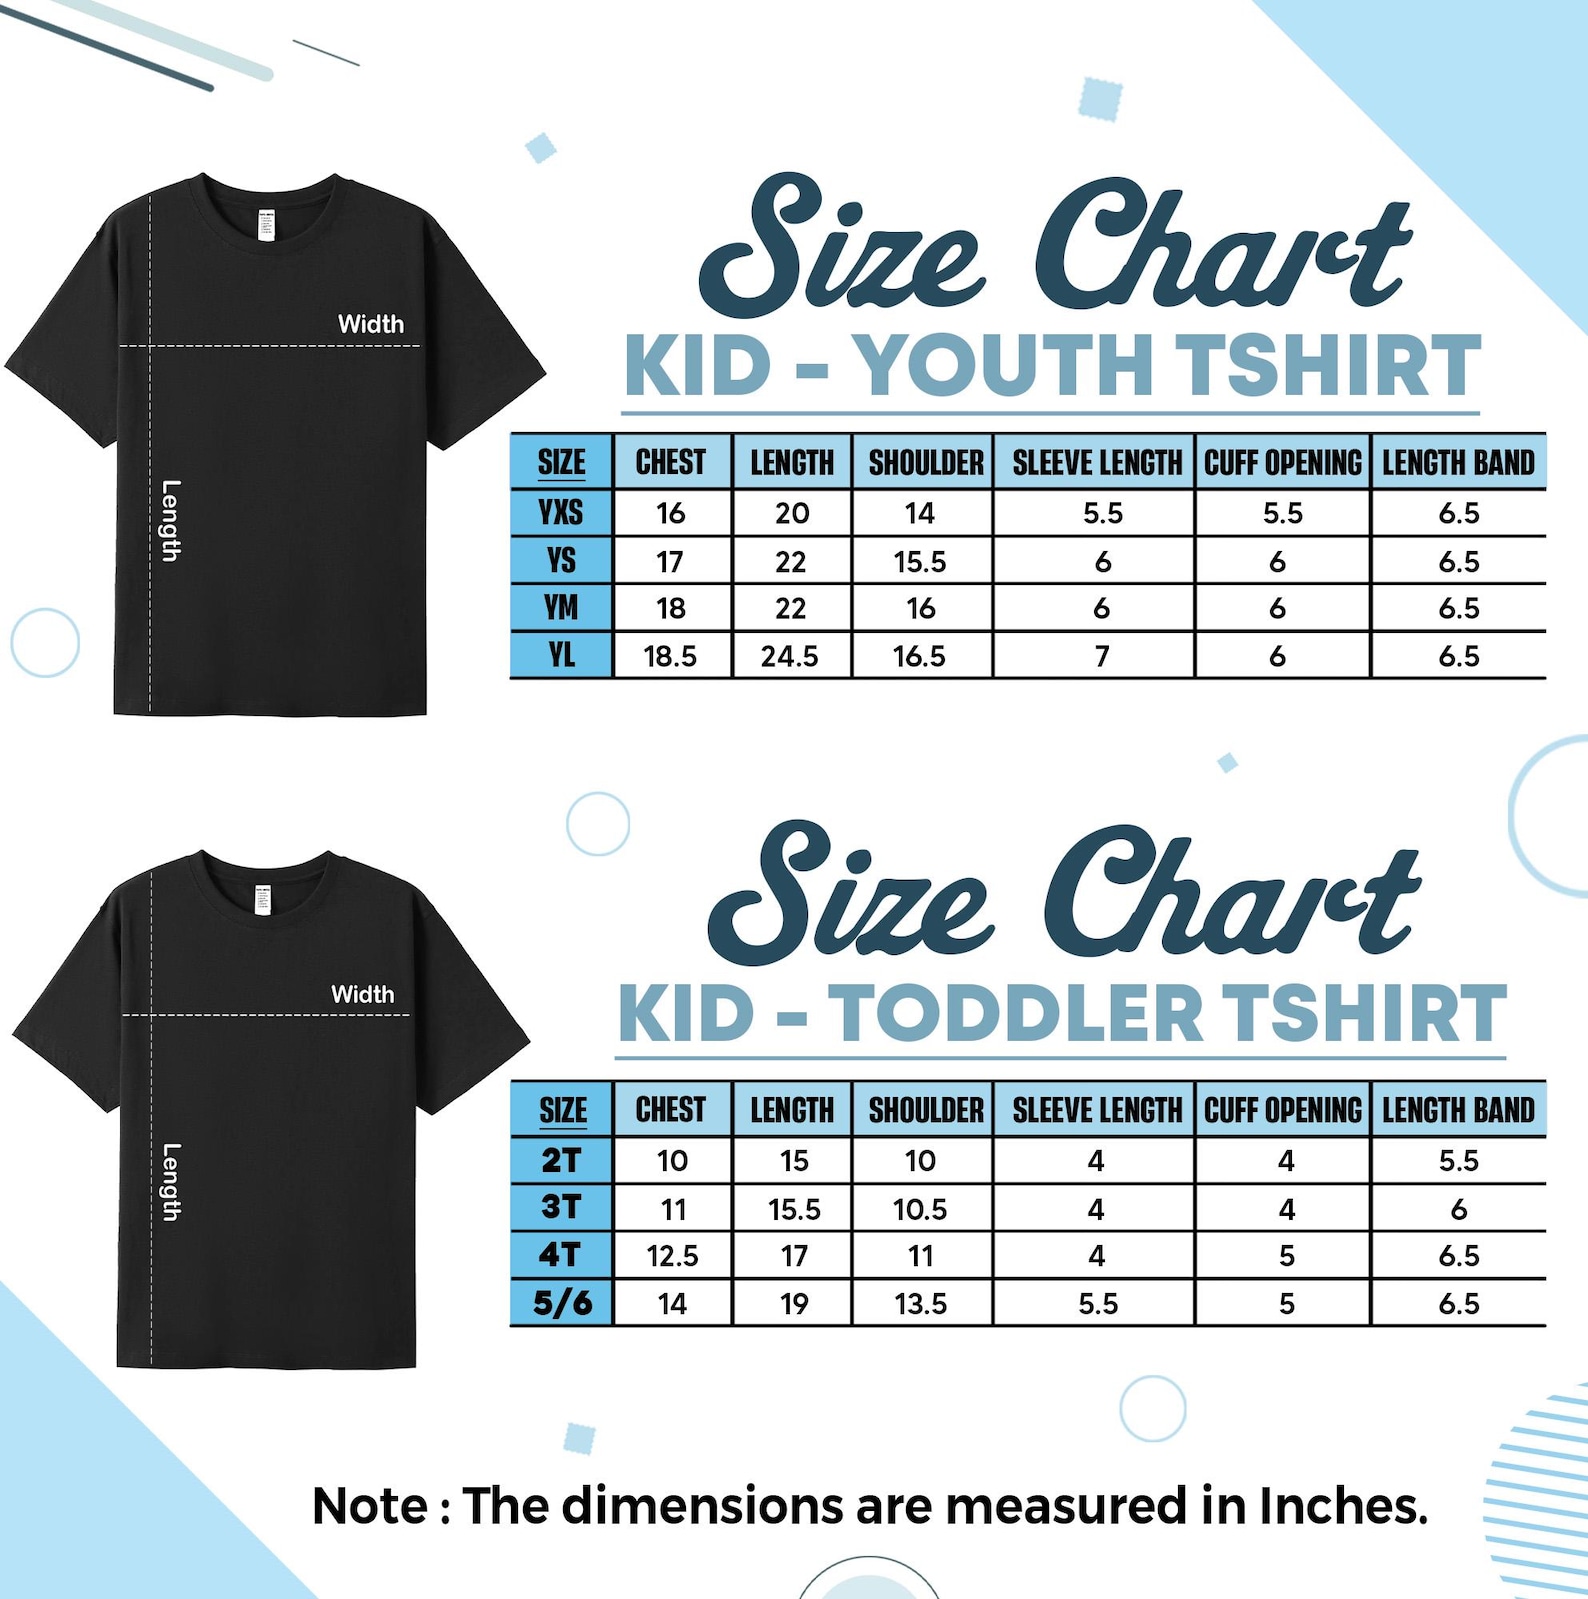 Size Chart
KID - YOUTH TSHIRT
Width
Length
SIZE CHEST LENGTH SHOULDER SLEEVE LENGTH CUFF OPENING LENGTH BAND
YXS 16 20 14 5.5 5.5 6.5
YS 17 22 15.5 6 6 6.5
YM 18 22 16 6 6 6.5
YL 18.5 24.5 16.5 7 6 6.5
Size Chart
KID - TODDLER TSHIRT
Width
Length
SIZE CHEST LENGTH SHOULDER SLEEVE LENGTH CUFF OPENING LENGTH BAND
2T 10 15 10 4 4 5.5
3T 11 15.5 10.5 4 4 6
4T 12.5 17 11 4 5 6.5
5/6 14 19 13.5 5.5 5 6.5
Note : The dimensions are measured in Inches.